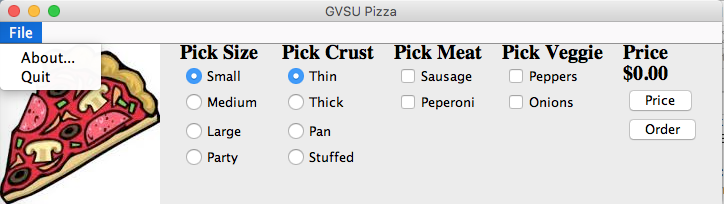 GVSU Pizza
File
About...
Quit
Pick Size Pick Crust Pick Meat Pick Veggie Price
$0.00
Small Thin Sausage Peppers
Medium Thick Peperoni Onions Price
Large Pan Order
Party Stuffed